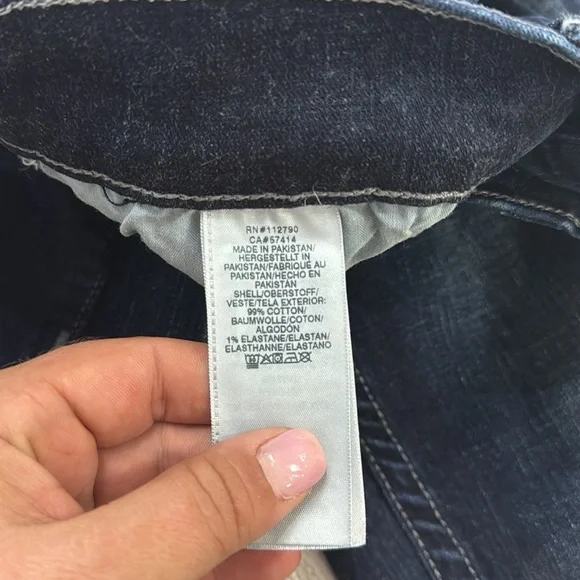 RN#112790
CA#57414
MADE IN PAKISTAN/
HERGESTELLT IN
PAKISTAN/FABRIQUÉ AU
PAKISTAN/HECHO EN
PAKISTÁN
SHELL/OBERSTOFF/
VESTE/TELA EXTERIOR:
99% COTTON/
BAUMWOLLE/COTON/
ALGODÓN
1% ELASTANE/ELASTAN/
ELASTHANNE/ELASTANO